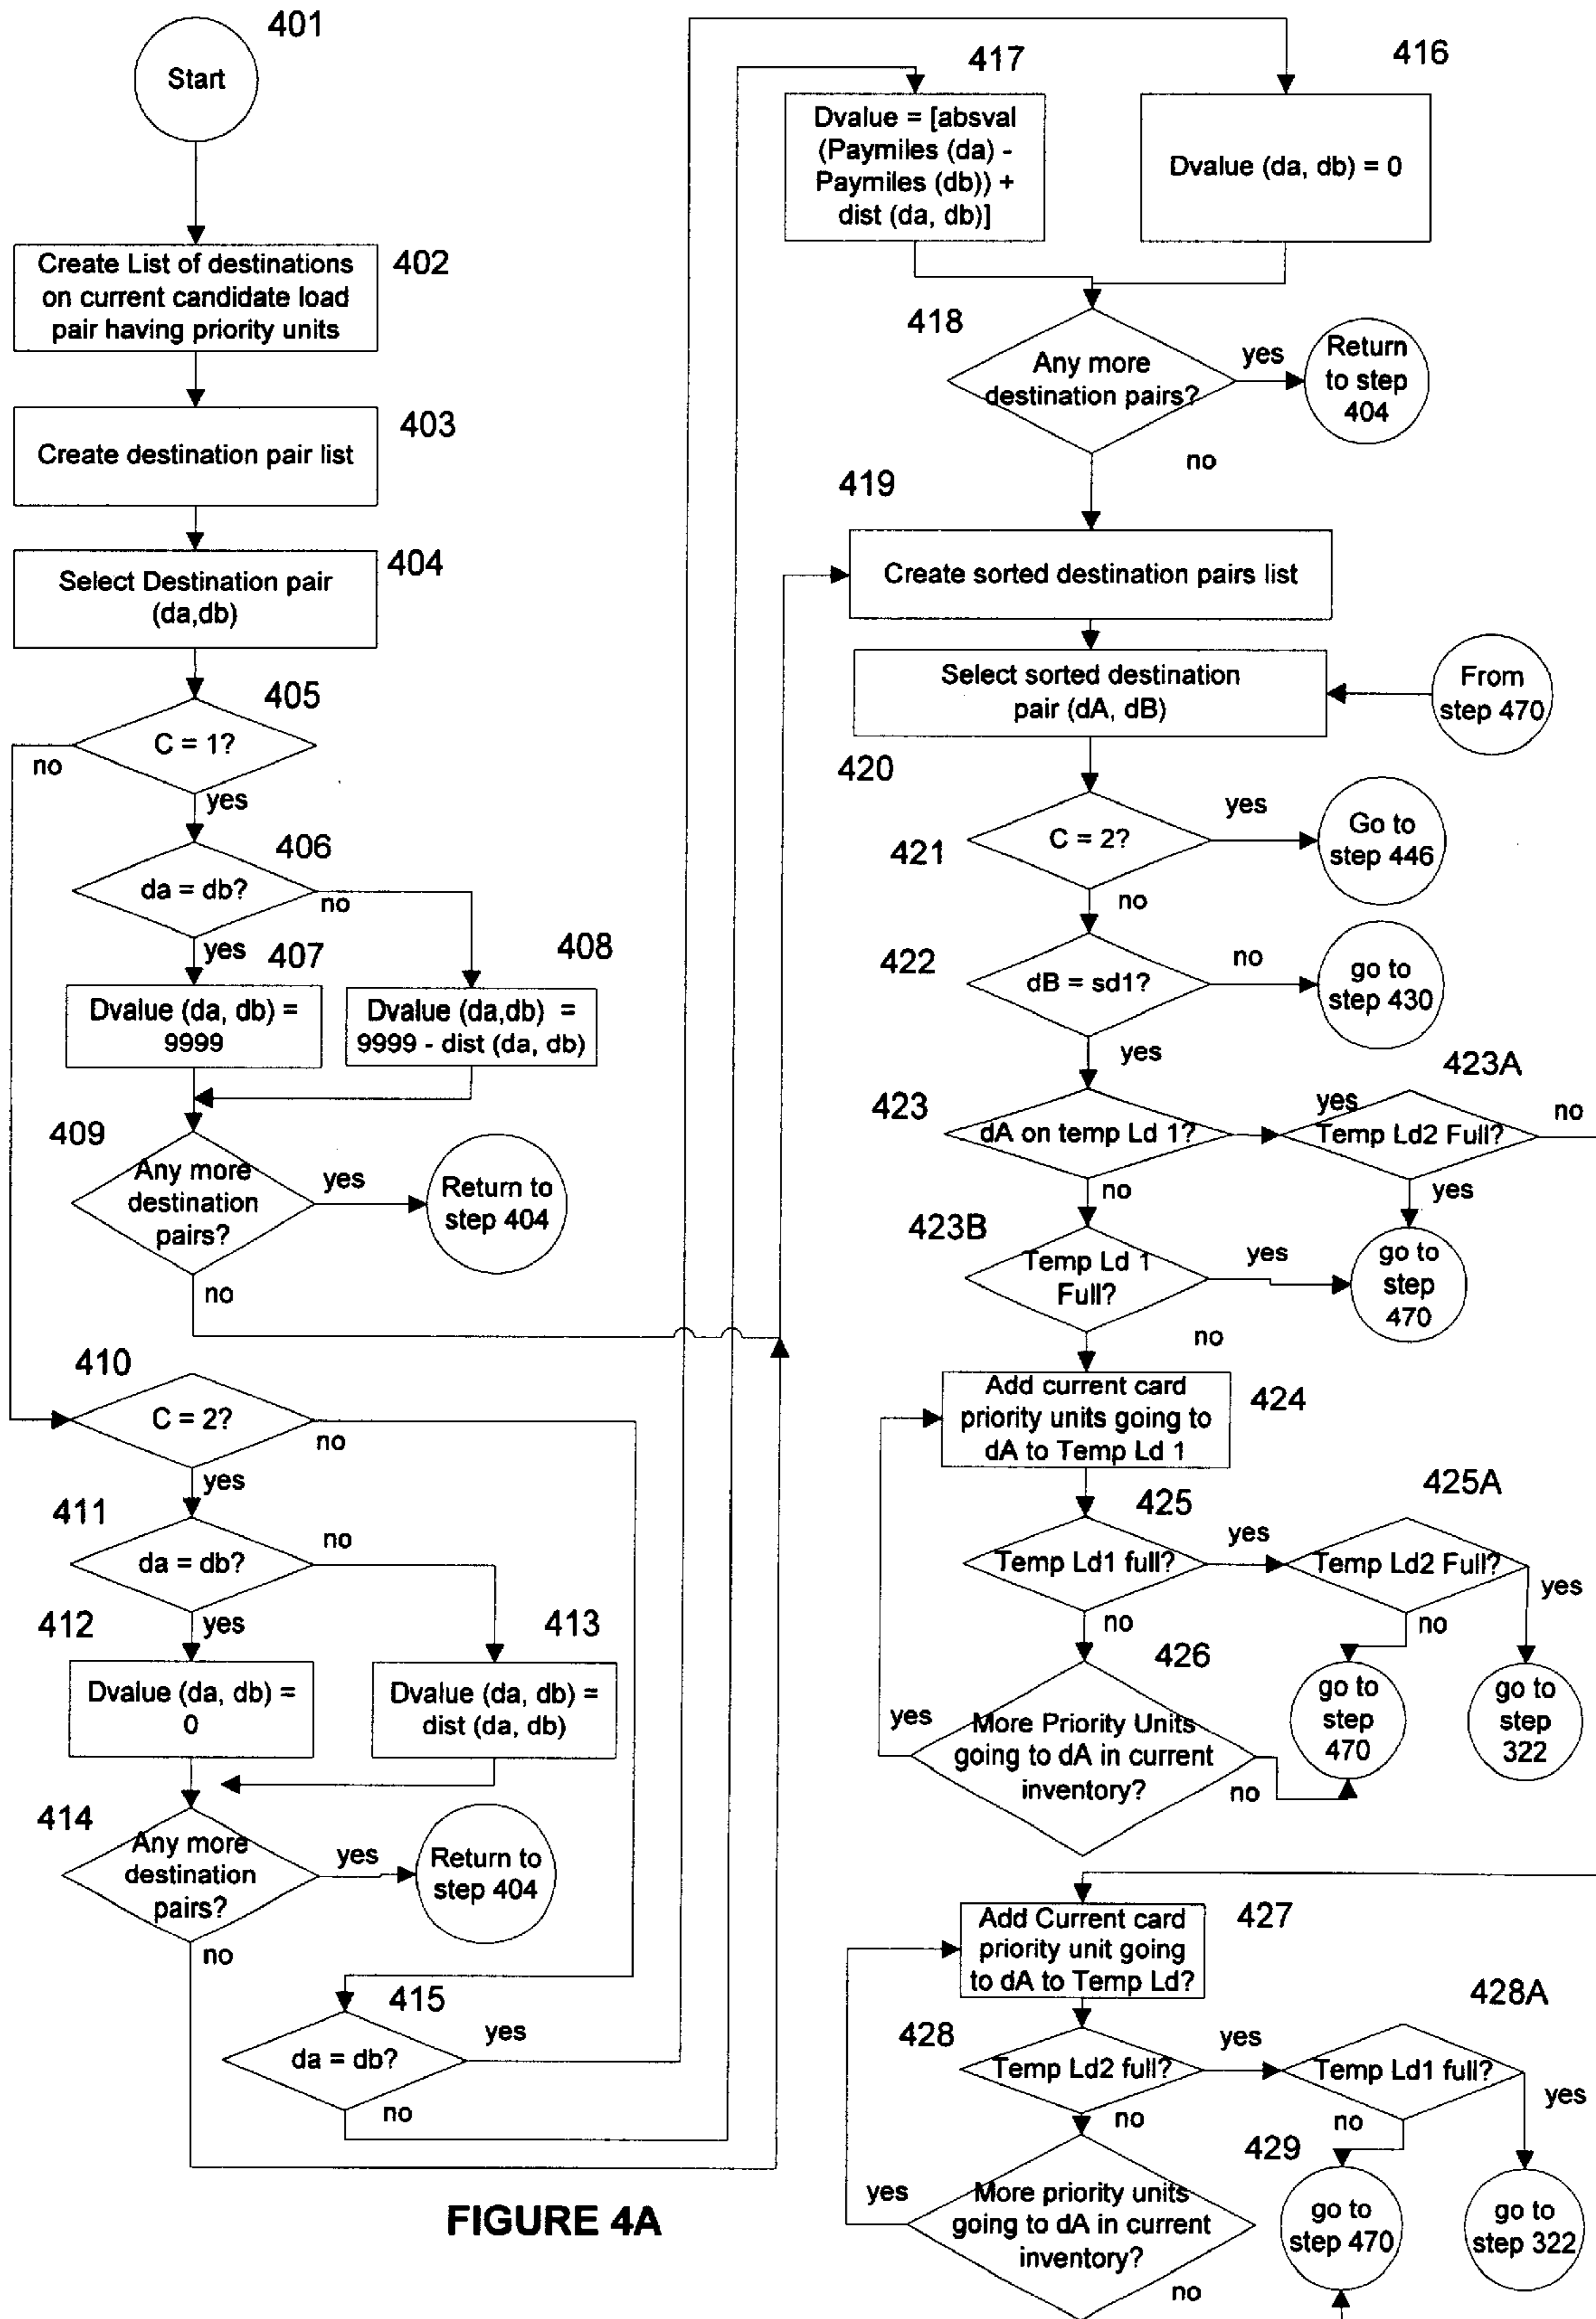 401
Start
402
Create List of destinations
on current candidate load
pair having priority units
403
Create destination pair list
404
Select Destination pair
(da,db)
405
C = 1?
no
yes
406
da = db?
no
yes
407
Dvalue (da, db) =
9999
408
Dvalue (da,db) =
9999 - dist (da, db)
409
Any more
destination
pairs?
yes
Return to
step 404
no
410
C = 2?
no
yes
411
da = db?
no
yes
412
Dvalue (da, db) =
0
413
Dvalue (da, db) =
dist (da, db)
414
Any more
destination
pairs?
yes
Return to
step 404
no
415
da = db?
yes
no
FIGURE 4A
417
Dvalue = [absval
(Paymiles (da) -
Paymiles (db)) +
dist (da, db)]
416
Dvalue (da, db) = 0
418
Any more
destination pairs?
yes
Return
to step
404
no
419
Create sorted destination pairs list
Select sorted destination
pair (dA, dB)
From
step 470
420
C = 2?
yes
Go to
step 446
421
no
422
dB = sd1?
no
go to
step 430
yes
423
dA on temp Ld 1?
yes
423A
Temp Ld2 Full?
no
yes
no
423B
Temp Ld 1
Full?
yes
go to
step
470
no
424
Add current card
priority units going to
dA to Temp Ld 1
425
Temp Ld1 full?
yes
425A
Temp Ld2 Full?
yes
no
no
426
More Priority Units
going to dA in current
inventory?
yes
no
go to
step
470
go to
step
322
427
Add Current card
priority unit going
to dA to Temp Ld?
428
Temp Ld2 full?
yes
428A
Temp Ld1 full?
yes
no
no
429
More priority units
going to dA in current
inventory?
yes
no
go to
step 470
go to
step 322